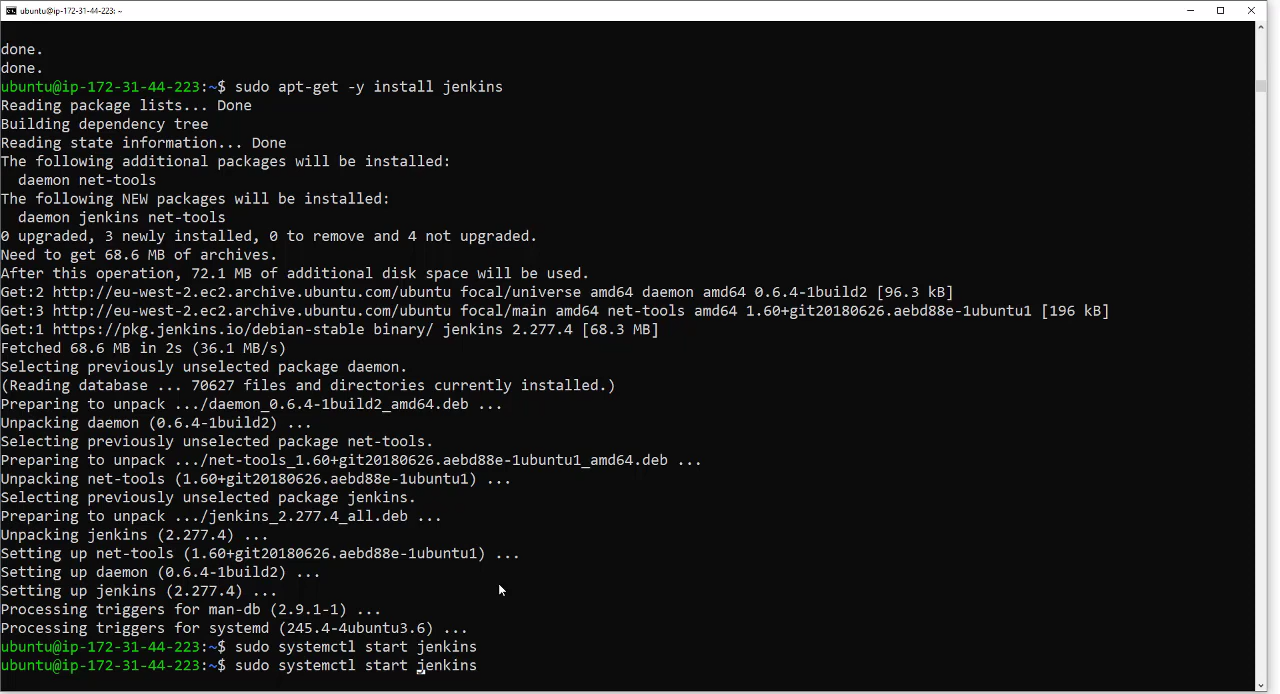 ubuntu@ip-172-31-44-223: ~
done.
done.
ubuntu@ip-172-31-44-223:~$ sudo apt-get -y install jenkins
Reading package lists... Done
Building dependency tree
Reading state information... Done
The following additional packages will be installed:
  daemon net-tools
The following NEW packages will be installed:
  daemon jenkins net-tools
0 upgraded, 3 newly installed, 0 to remove and 4 not upgraded.
Need to get 68.6 MB of archives.
After this operation, 72.1 MB of additional disk space will be used.
Get:2 http://eu-west-2.ec2.archive.ubuntu.com/ubuntu focal/universe amd64 daemon amd64 0.6.4-1build2 [96.3 kB]
Get:3 http://eu-west-2.ec2.archive.ubuntu.com/ubuntu focal/main amd64 net-tools amd64 1.60+git20180626.aebd88e-1ubuntu1 [196 kB]
Get:1 https://pkg.jenkins.io/debian-stable binary/ jenkins 2.277.4 [68.3 MB]
Fetched 68.6 MB in 2s (36.1 MB/s)
Selecting previously unselected package daemon.
(Reading database ... 70627 files and directories currently installed.)
Preparing to unpack .../daemon_0.6.4-1build2_amd64.deb ...
Unpacking daemon (0.6.4-1build2) ...
Selecting previously unselected package net-tools.
Preparing to unpack .../net-tools_1.60+git20180626.aebd88e-1ubuntu1_amd64.deb ...
Unpacking net-tools (1.60+git20180626.aebd88e-1ubuntu1) ...
Selecting previously unselected package jenkins.
Preparing to unpack .../jenkins_2.277.4_all.deb ...
Unpacking jenkins (2.277.4) ...
Setting up net-tools (1.60+git20180626.aebd88e-1ubuntu1) ...
Setting up daemon (0.6.4-1build2) ...
Setting up jenkins (2.277.4) ...
Processing triggers for man-db (2.9.1-1) ...
Processing triggers for systemd (245.4-4ubuntu3.6) ...
ubuntu@ip-172-31-44-223:~$ sudo systemctl start jenkins
ubuntu@ip-172-31-44-223:~$ sudo systemctl start jenkins